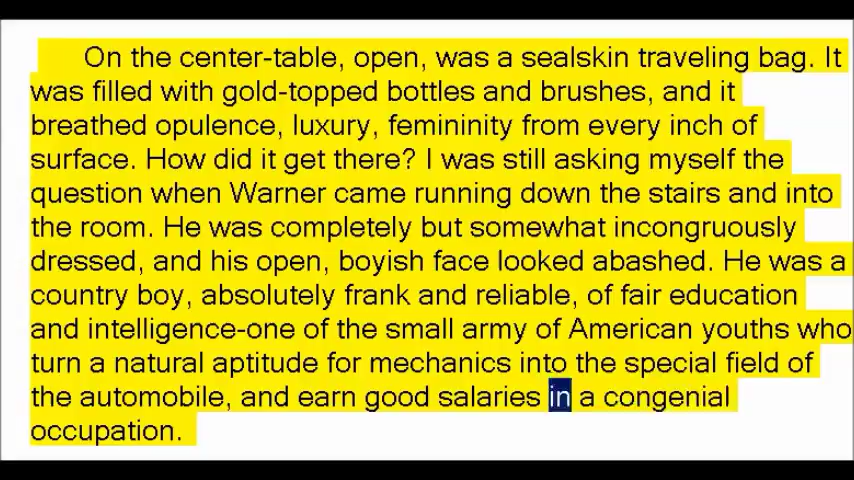 On the center-table, open, was a sealskin traveling bag. It
was filled with gold-topped bottles and brushes, and it
breathed opulence, luxury, femininity from every inch of
surface. How did it get there? I was still asking myself the
question when Warner came running down the stairs and into
the room. He was completely but somewhat incongruously
dressed, and his open, boyish face looked abashed. He was a
country boy, absolutely frank and reliable, of fair education
and intelligence-one of the small army of American youths who
turn a natural aptitude for mechanics into the special field of
the automobile, and earn good salaries in a congenial
occupation.